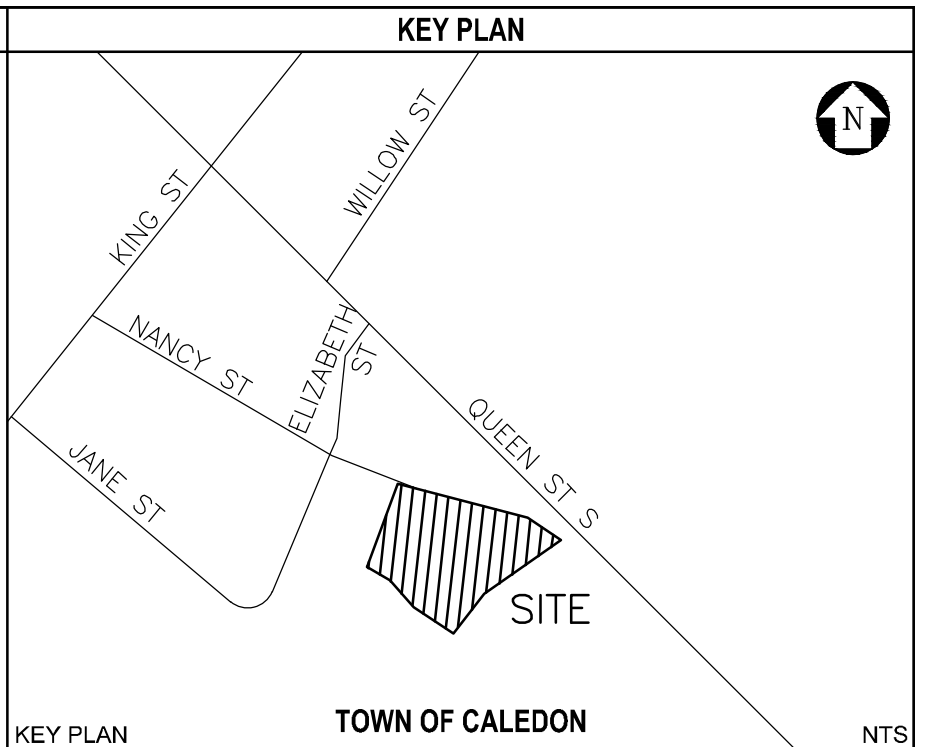 KEY PLAN
N
WILLOW ST
KING ST
NANCY ST
ELIZABETH
ST
QUEEN ST S
JANE ST
SITE
TOWN OF CALEDON
KEY PLAN
NTS